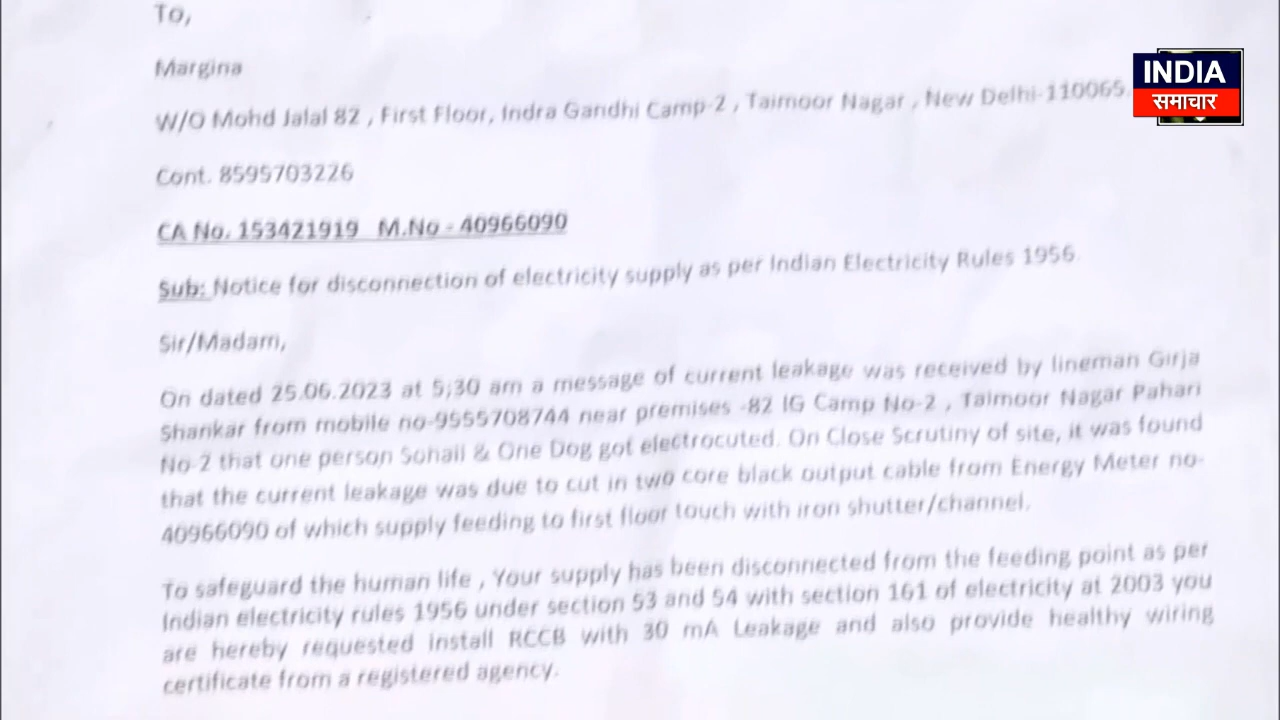 To,
INDIA
समाचार
Margina
W/O Mohd Jalal 82 , First Floor, Indra Gandhi Camp-2 , Taimoor Nagar , New Delhi-110065.
Cont. 8595703226
CA No. 153421919 M.No - 40966090
Sub: Notice for disconnection of electricity supply as per Indian Electricity Rules 1956.
Sir/Madam,
On dated 25.06.2023 at 5;30 am a message of current leakage was received by lineman Girja
Shankar from mobile no-9555708744 near premises -82 IG Camp No-2 , Taimoor Nagar Pahari
No-2 that one person Sohail & One Dog got electrocuted. On Close Scrutiny of site, it was found
that the current leakage was due to cut in two core black output cable from Energy Meter no-
40966090 of which supply feeding to first floor touch with iron shutter/channel.
To safeguard the human life , Your supply has been disconnected from the feeding point as per
Indian electricity rules 1956 under section 53 and 54 with section 161 of electricity at 2003 you
are hereby requested install RCCB with 30 mA Leakage and also provide healthy wiring
certificate from a registered agency.